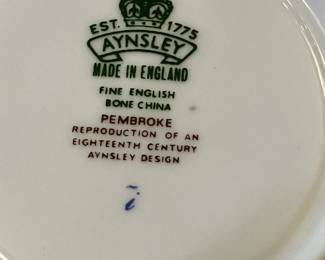 EST. 1775
AYNSLEY
MADE IN ENGLAND
FINE ENGLISH
BONE CHINA
PEMBROKE
REPRODUCTION OF AN
EIGHTEENTH CENTURY
AYNSLEY DESIGN